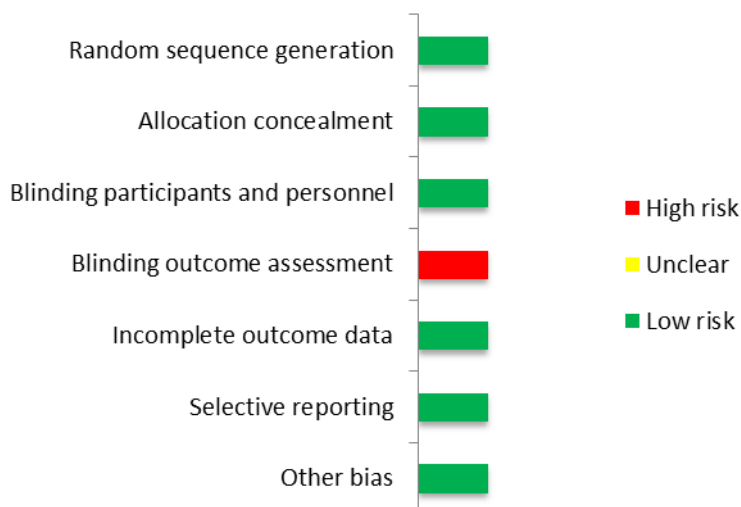 Random sequence generation
Allocation concealment
Blinding participants and personnel
Blinding outcome assessment
Incomplete outcome data
Selective reporting
Other bias
High risk
Unclear
Low risk